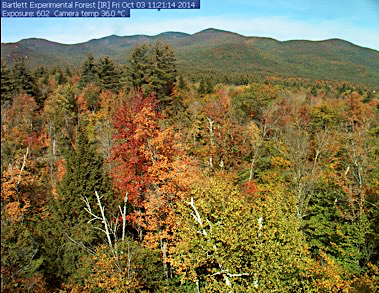 Bartlett Experimental Forest [IR] Fri Oct 03 11:21:14 2014
Exposure: 602 Camera temp 36.0 °C